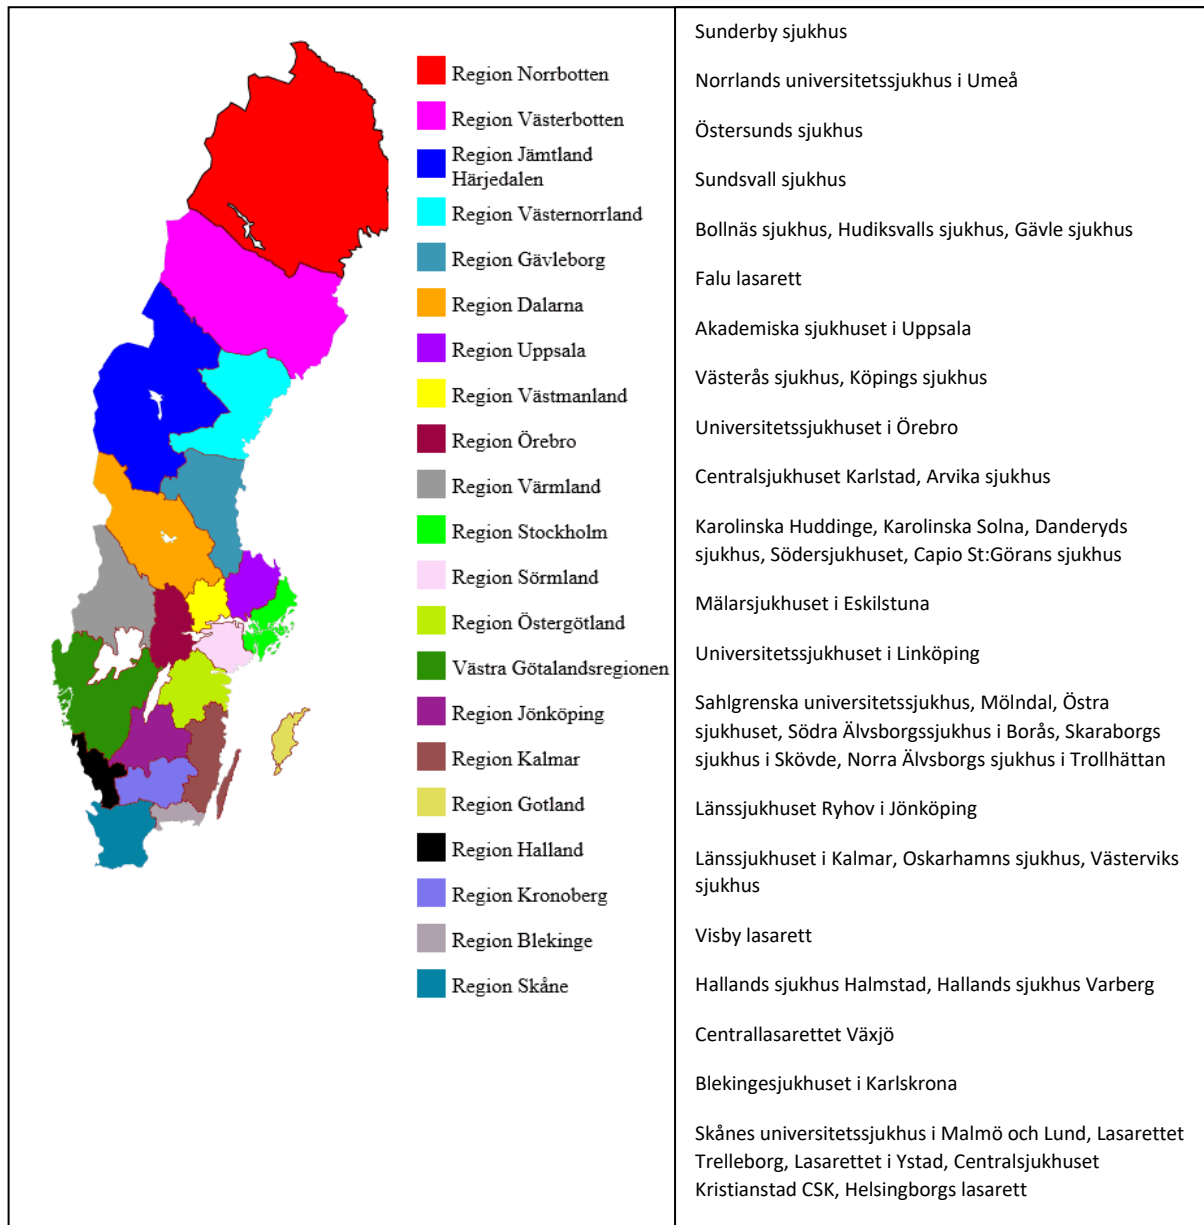 Region Norrbotten
Region Västerbotten
Region Jämtland
Härjedalen
Region Västernorrland
Region Gävleborg
Region Dalarna
Region Uppsala
Region Västmanland
Region Örebro
Region Värmland
Region Stockholm
Region Sörmland
Region Östergötland
Västra Götalandsregionen
Region Jönköping
Region Kalmar
Region Gotland
Region Halland
Region Kronoberg
Region Blekinge
Region Skåne
Sunderby sjukhus
Norrlands universitetssjukhus i Umeå
Östersunds sjukhus
Sundsvall sjukhus
Bollnäs sjukhus, Hudiksvalls sjukhus, Gävle sjukhus
Falu lasarett
Akademiska sjukhuset i Uppsala
Västerås sjukhus, Köpings sjukhus
Universitetssjukhuset i Örebro
Centralsjukhuset Karlstad, Arvika sjukhus
Karolinska Huddinge, Karolinska Solna, Danderyds
sjukhus, Södersjukhuset, Capio St:Görans sjukhus
Mälarsjukhuset i Eskilstuna
Universitetssjukhuset i Linköping
Sahlgrenska universitetssjukhus, Mölndal, Östra
sjukhuset, Södra Älvsborgssjukhus i Borås, Skaraborgs
sjukhus i Skövde, Norra Älvsborgs sjukhus i Trollhättan
Länssjukhuset Ryhov i Jönköping
Länssjukhuset i Kalmar, Oskarhamns sjukhus, Västerviks
sjukhus
Visby lasarett
Hallands sjukhus Halmstad, Hallands sjukhus Varberg
Centrallasarettet Växjö
Blekingesjukhuset i Karlskrona
Skånes universitetssjukhus i Malmö och Lund, Lasarettet
Trelleborg, Lasarettet i Ystad, Centralsjukhuset
Kristianstad CSK, Helsingborgs lasarett